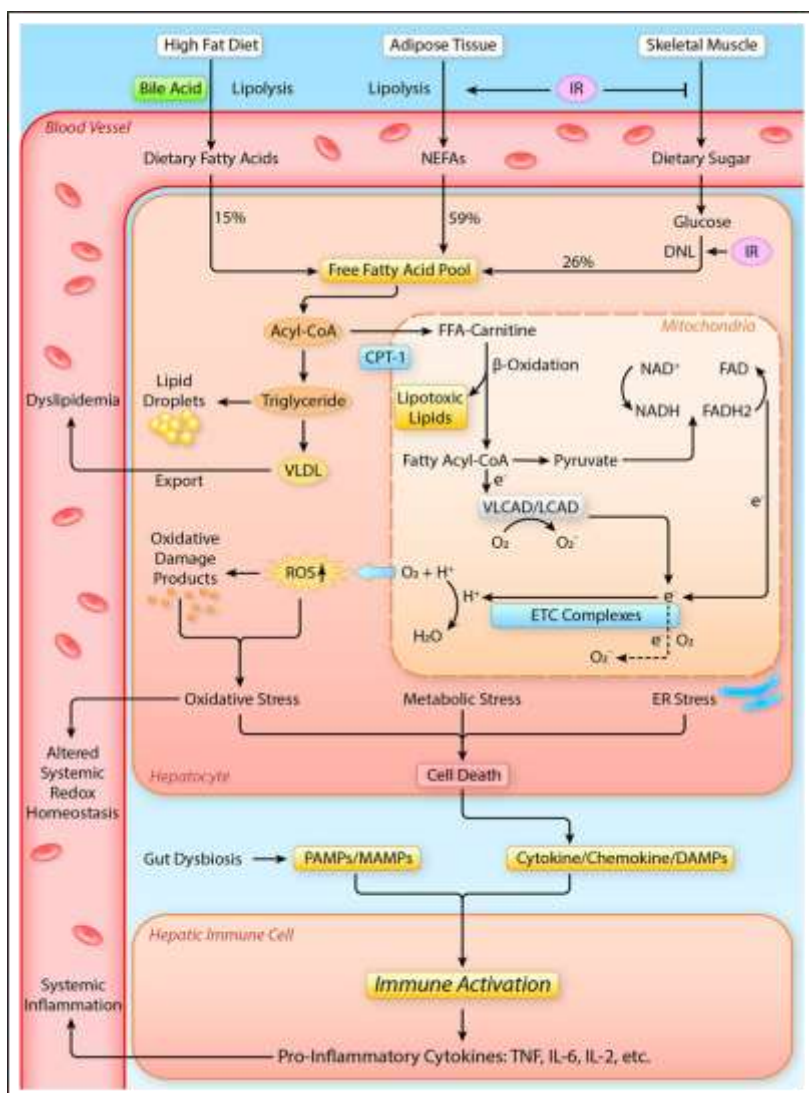 High Fat Diet
Adipose Tissue
Skeletal Muscle
Bile Acid
Lipolysis
Lipolysis
IR
Blood Vessel
Dietary Fatty Acids
NEFAs
Dietary Sugar
15%
59%
Glucose
DNL
IR
26%
Free Fatty Acid Pool
Mitochondria
Acyl-CoA
FFA-Carnitine
CPT-1
β-Oxidation
NAD⁺
FAD
Lipid
Droplets
Dyslipidemia
Triglyceride
Lipotoxic
Lipids
NADH
FADH2
VLDL
Fatty Acyl-CoA
Pyruvate
Export
e⁻
VLCAD/LCAD
e⁻
O₂
O₂⁻
Oxidative
Damage
Products
ROS
O₂ + H⁺
H⁺
e⁻
ETC Complexes
H₂O
e⁻
O₂
O₂⁻
Oxidative Stress
Metabolic Stress
ER Stress
Altered
Systemic
Redox
Homeostasis
Hepatocyte
Cell Death
Gut Dysbiosis
PAMPs/MAMPs
Cytokine/Chemokine/DAMPs
Hepatic Immune Cell
Immune Activation
Systemic
Inflammation
Pro-Inflammatory Cytokines: TNF, IL-6, IL-2, etc.